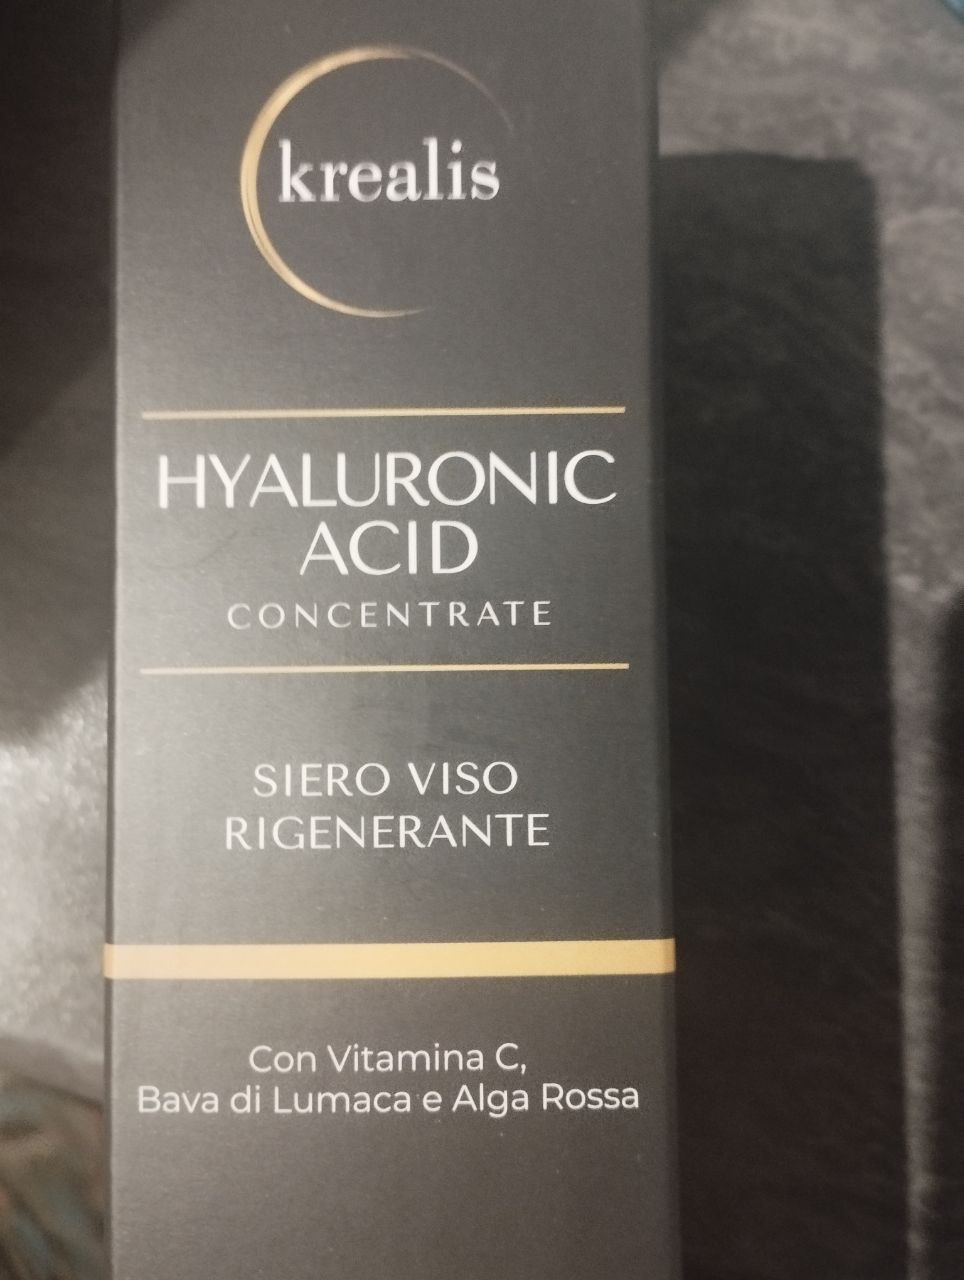 krealis
HYALURONIC
ACID
CONCENTRATE
SIERO VISO
RIGENERANTE
Con Vitamina C,
Bava di Lumaca e Alga Rossa